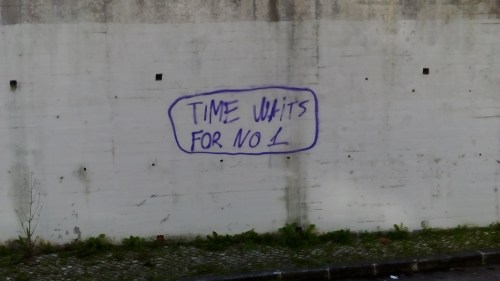 TIME WAITS
FOR NO 1